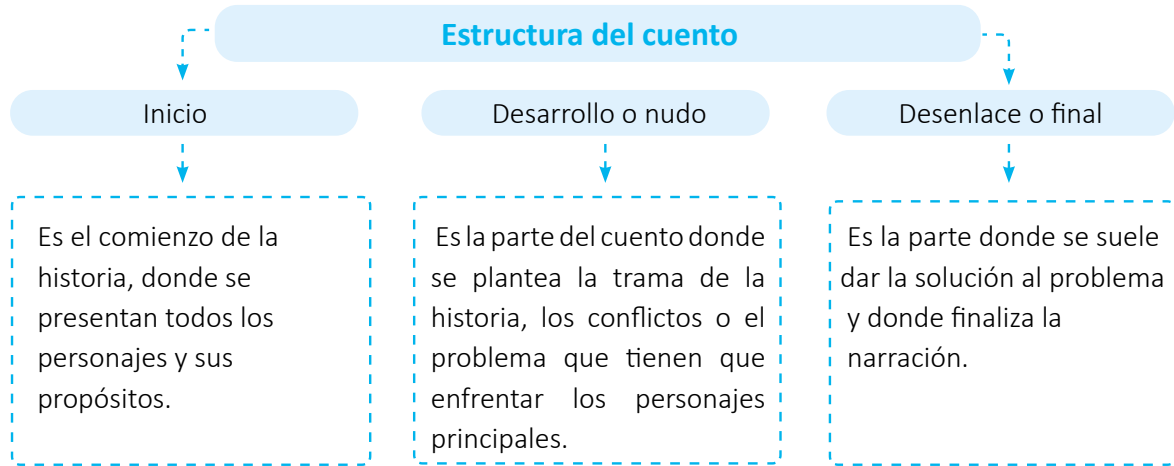 Estructura del cuento
Inicio
Desarrollo o nudo
Desenlace o final
Es el comienzo de la
historia, donde se
presentan todos los
personajes y sus
propósitos.
Es la parte del cuento donde
se plantea la trama de la
historia, los conflictos o el
problema que tienen que
enfrentar los personajes
principales.
Es la parte donde se suele
dar la solución al problema
y donde finaliza la
narración.